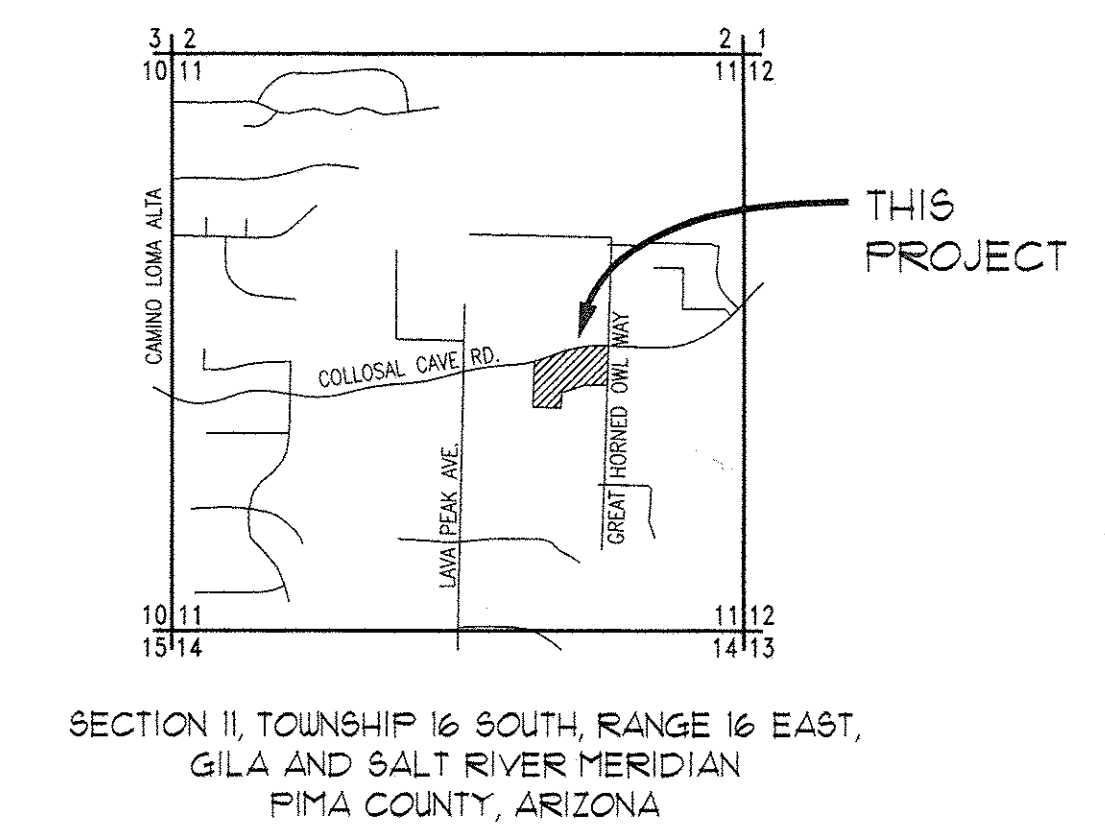 3 2
2 1
10 11
11 12
THIS
PROJECT
CAMINO LOMA ALTA
COLLOSAL CAVE RD.
GREAT HORNED OWL WAY
LAVA PEAK AVE.
10 11
11 12
15 14
14 13
SECTION 11, TOWNSHIP 16 SOUTH, RANGE 16 EAST,
GILA AND SALT RIVER MERIDIAN
PIMA COUNTY, ARIZONA